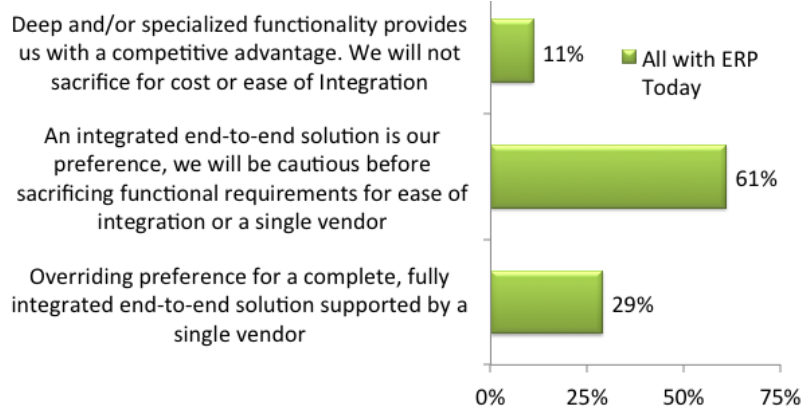 Deep and/or specialized functionality provides
us with a competitive advantage. We will not
sacrifice for cost or ease of Integration
11%
All with ERP
Today
An integrated end-to-end solution is our
preference, we will be cautious before
sacrificing functional requirements for ease of
integration or a single vendor
61%
Overriding preference for a complete, fully
integrated end-to-end solution supported by a
single vendor
29%
0% 25% 50% 75%